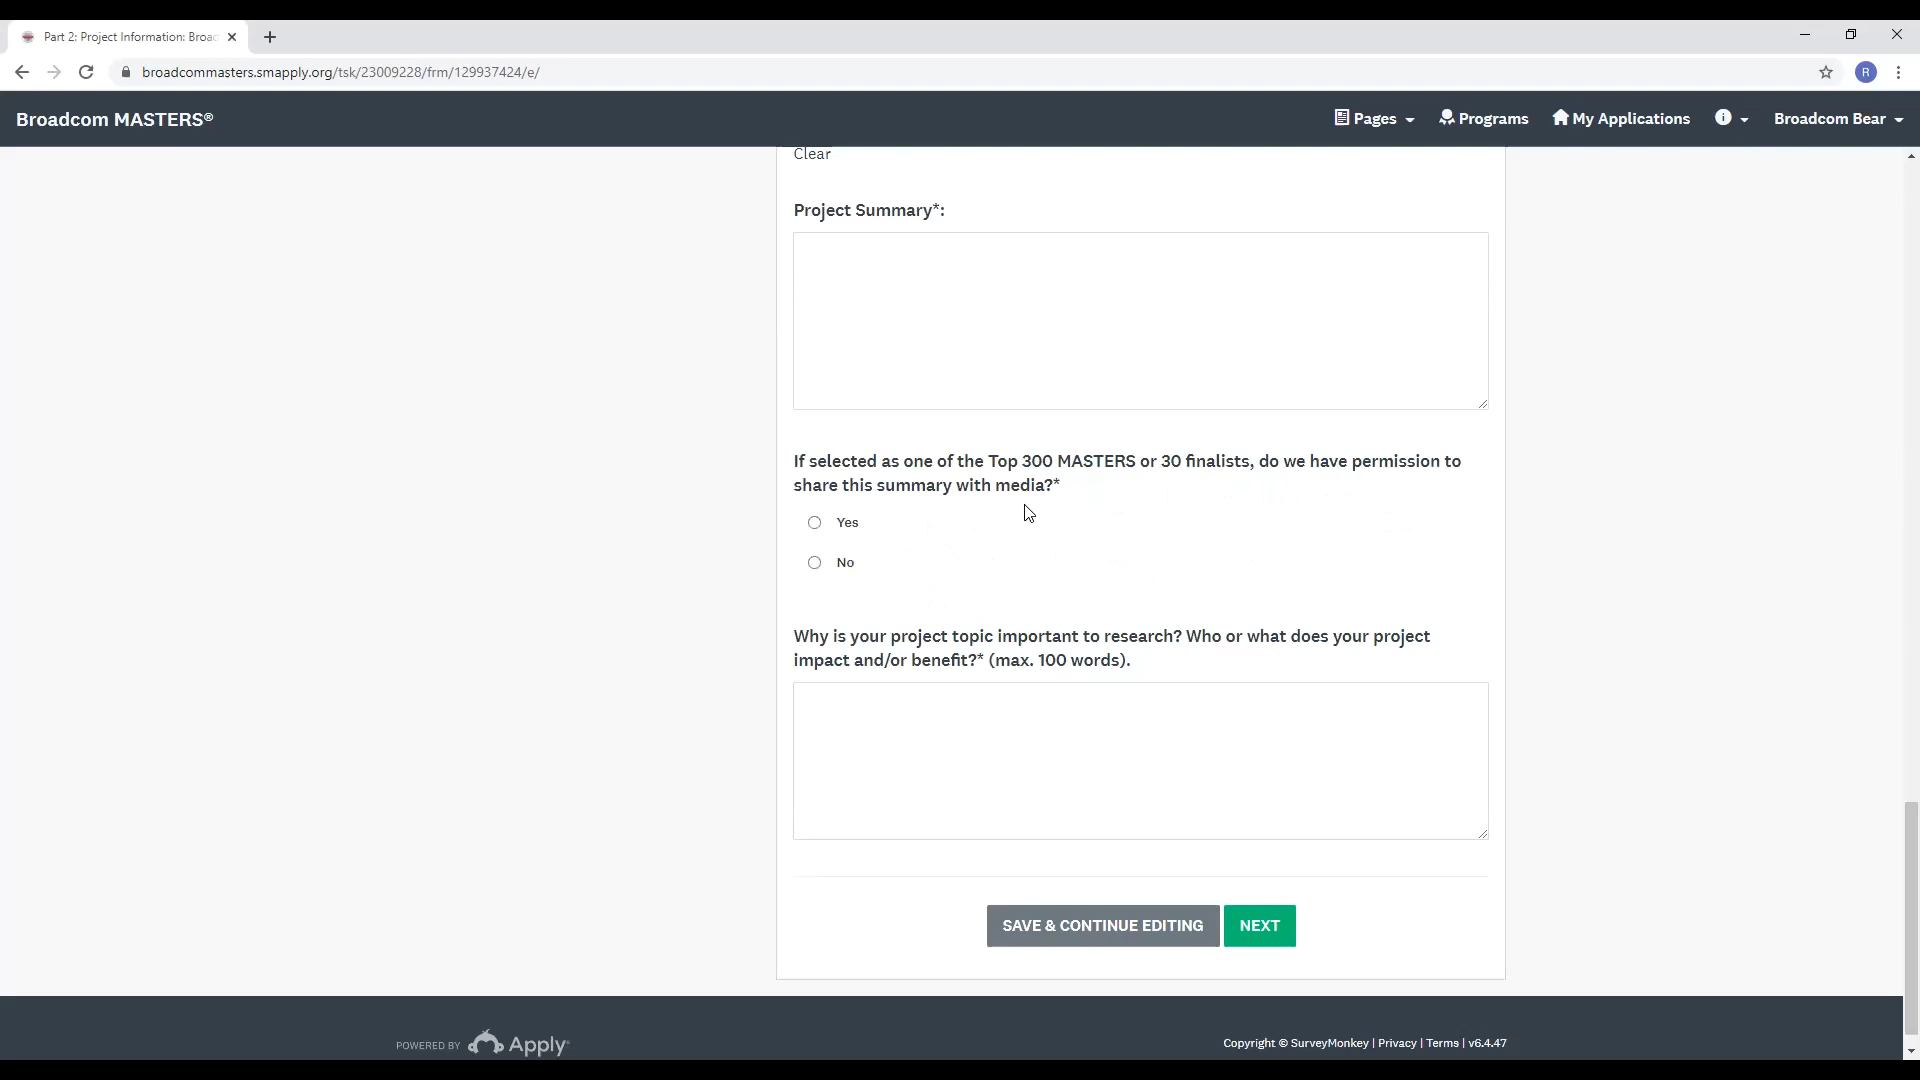 Part 2: Project Information: Broad
broadcommasters.smapply.org/tsk/23009228/frm/129937424/e/
R
Broadcom MASTERS®
Pages
Programs
My Applications
Broadcom Bear
Clear
Project Summary*:
If selected as one of the Top 300 MASTERS or 30 finalists, do we have permission to
share this summary with media?*
Yes
No
Why is your project topic important to research? Who or what does your project
impact and/or benefit?* (max. 100 words).
SAVE & CONTINUE EDITING
NEXT
POWERED BY Apply
Copyright © SurveyMonkey | Privacy | Terms | v6.4.47